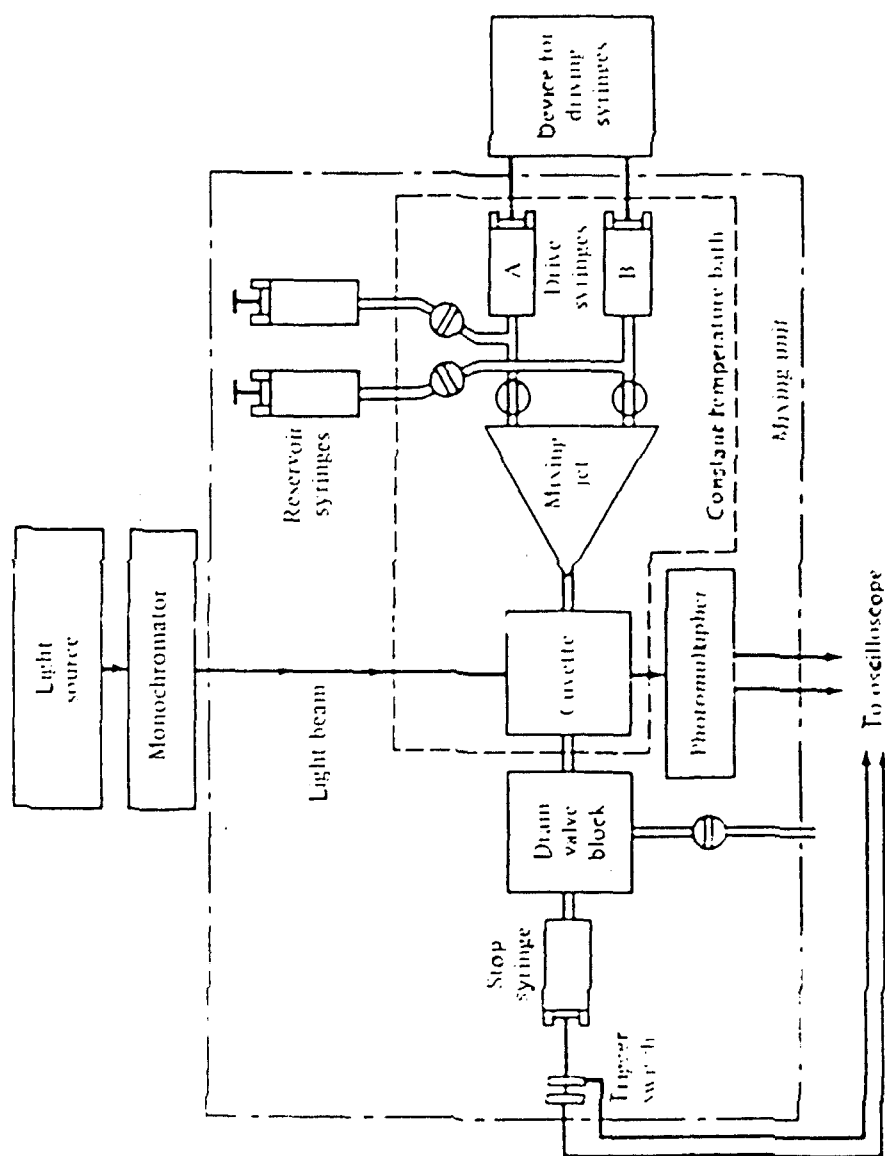 Light
source
Monochromator
Light beam
Reservoir
syringes
Device for
driving
syringes
A
Drive
syringes
B
Mixing
jet
Constant temperature bath
Mixing unit
Cuvette
Photomultiplier
Drain
valve
block
Stop
syringe
Trigger
switch
To oscilloscope